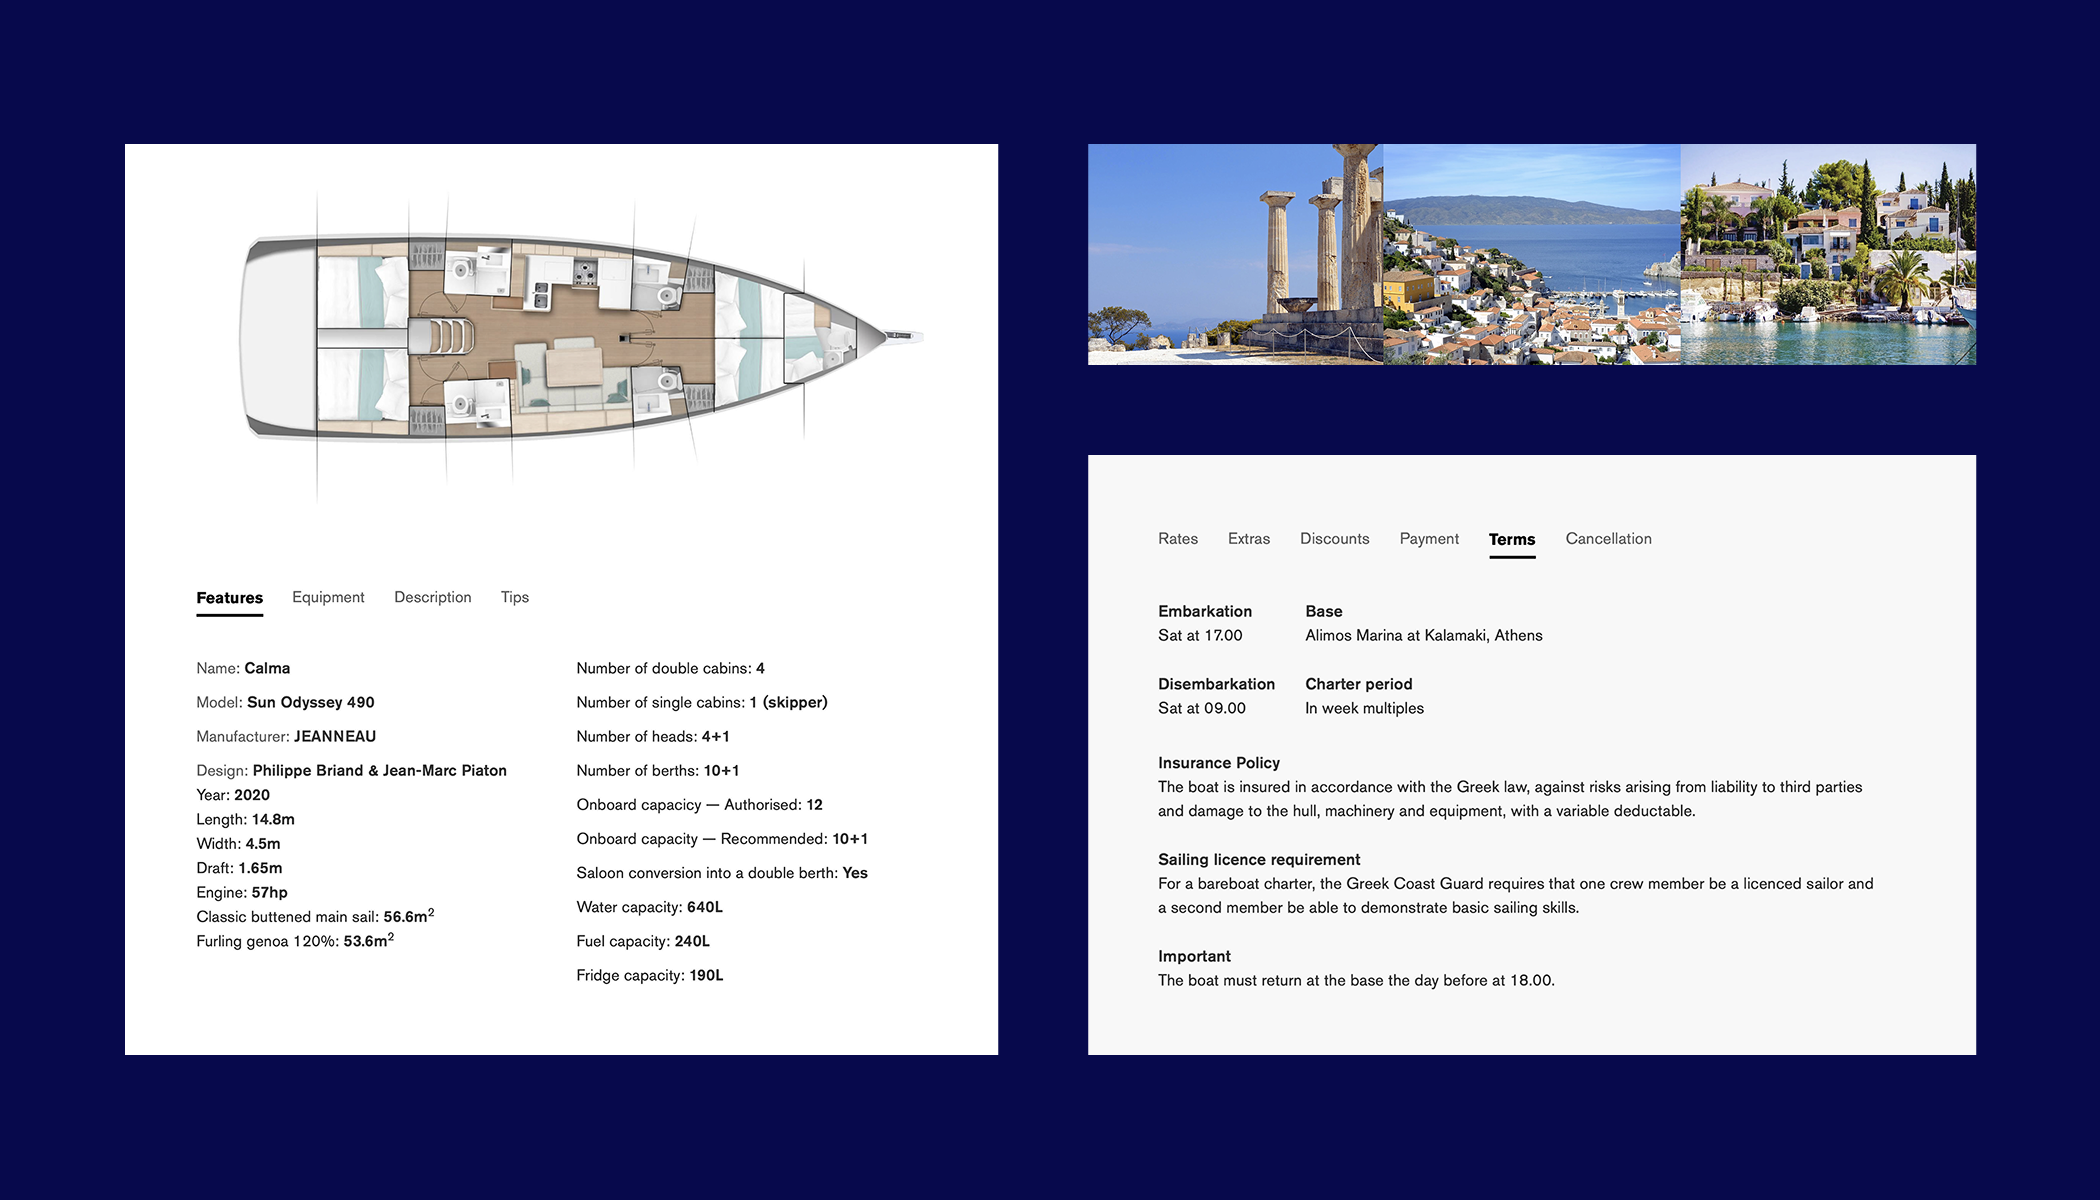 Features Equipment Description Tips
Name: Calma
Model: Sun Odyssey 490
Manufacturer: JEANNEAU
Design: Philippe Briand & Jean-Marc Piaton
Year: 2020
Length: 14.8m
Width: 4.5m
Draft: 1.65m
Engine: 57hp
Classic buttened main sail: 56.6m²
Furling genoa 120%: 53.6m²
Number of double cabins: 4
Number of single cabins: 1 (skipper)
Number of heads: 4+1
Number of berths: 10+1
Onboard capacicy — Authorised: 12
Onboard capacity — Recommended: 10+1
Saloon conversion into a double berth: Yes
Water capacity: 640L
Fuel capacity: 240L
Fridge capacity: 190L
Rates Extras Discounts Payment Terms Cancellation
Embarkation
Sat at 17.00
Base
Alimos Marina at Kalamaki, Athens
Disembarkation
Sat at 09.00
Charter period
In week multiples
Insurance Policy
The boat is insured in accordance with the Greek law, against risks arising from liability to third parties
and damage to the hull, machinery and equipment, with a variable deductable.
Sailing licence requirement
For a bareboat charter, the Greek Coast Guard requires that one crew member be a licenced sailor and
a second member be able to demonstrate basic sailing skills.
Important
The boat must return at the base the day before at 18.00.